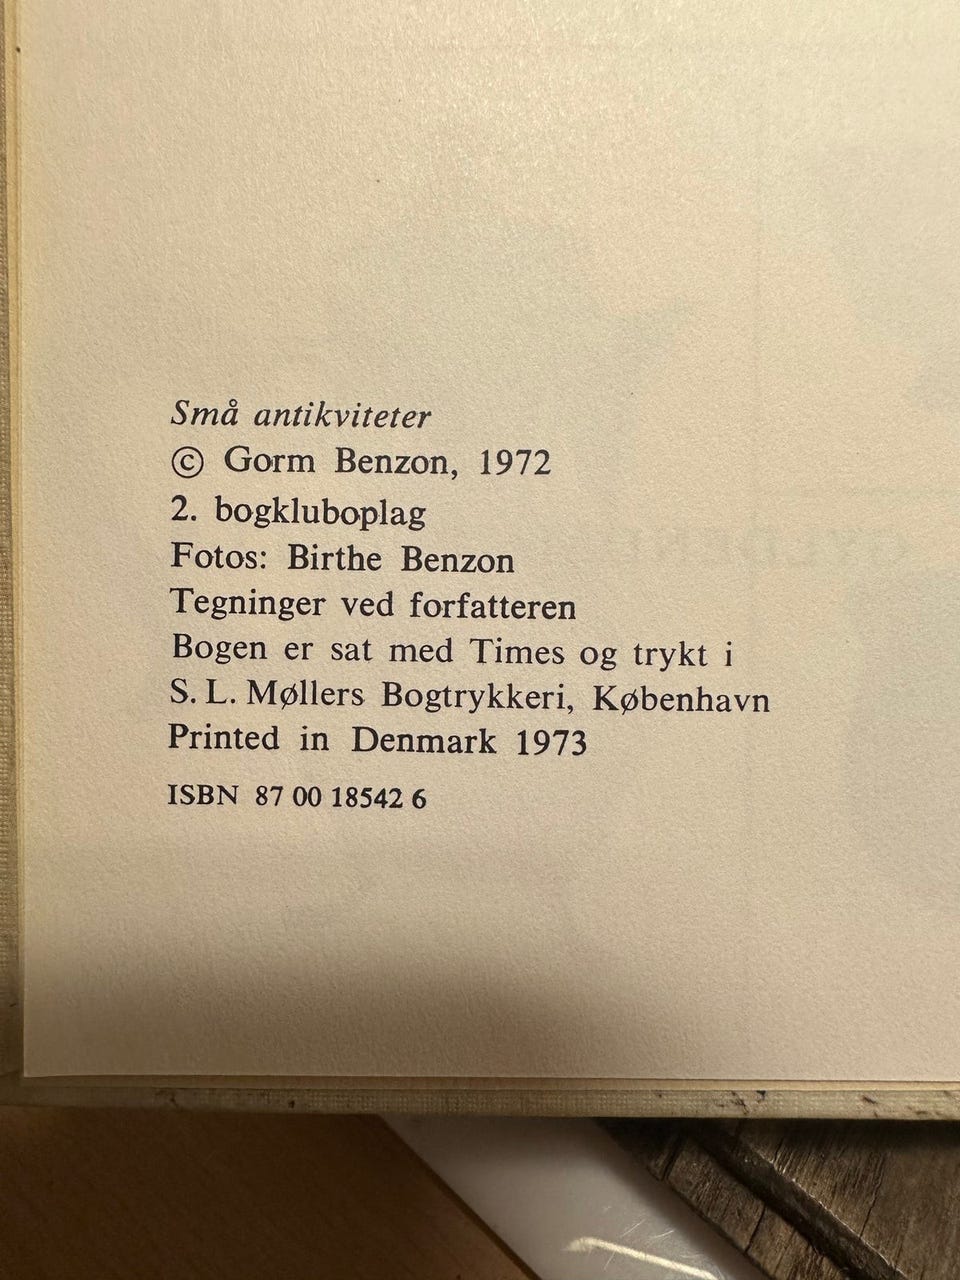 Små antikviteter
© Gorm Benzon, 1972
2. bogkluboplag
Fotos: Birthe Benzon
Tegninger ved forfatteren
Bogen er sat med Times og trykt i
S. L. Møllers Bogtrykkeri, København
Printed in Denmark 1973
ISBN 87 00 18542 6